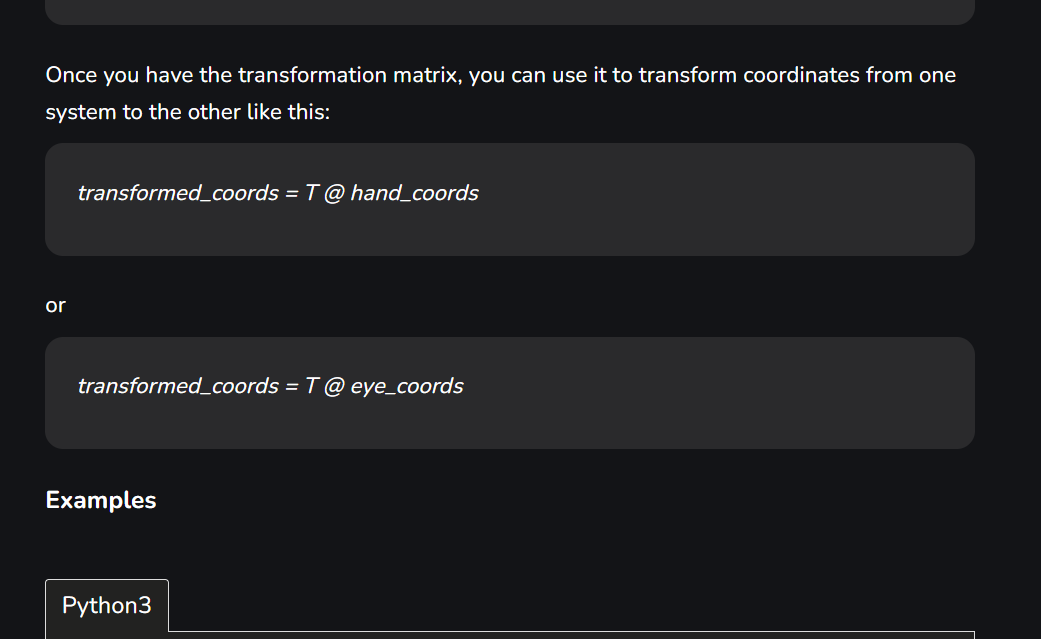 Once you have the transformation matrix, you can use it to transform coordinates from one
system to the other like this:
transformed_coords = T @ hand_coords
or
transformed_coords = T @ eye_coords
Examples
Python3